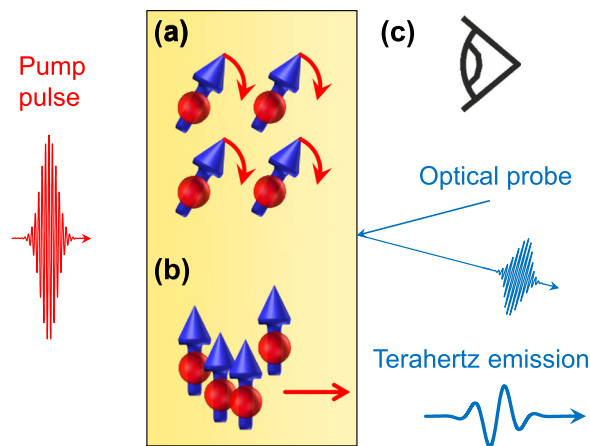 (a)
(c)
Pump
pulse
Optical probe
(b)
Terahertz emission